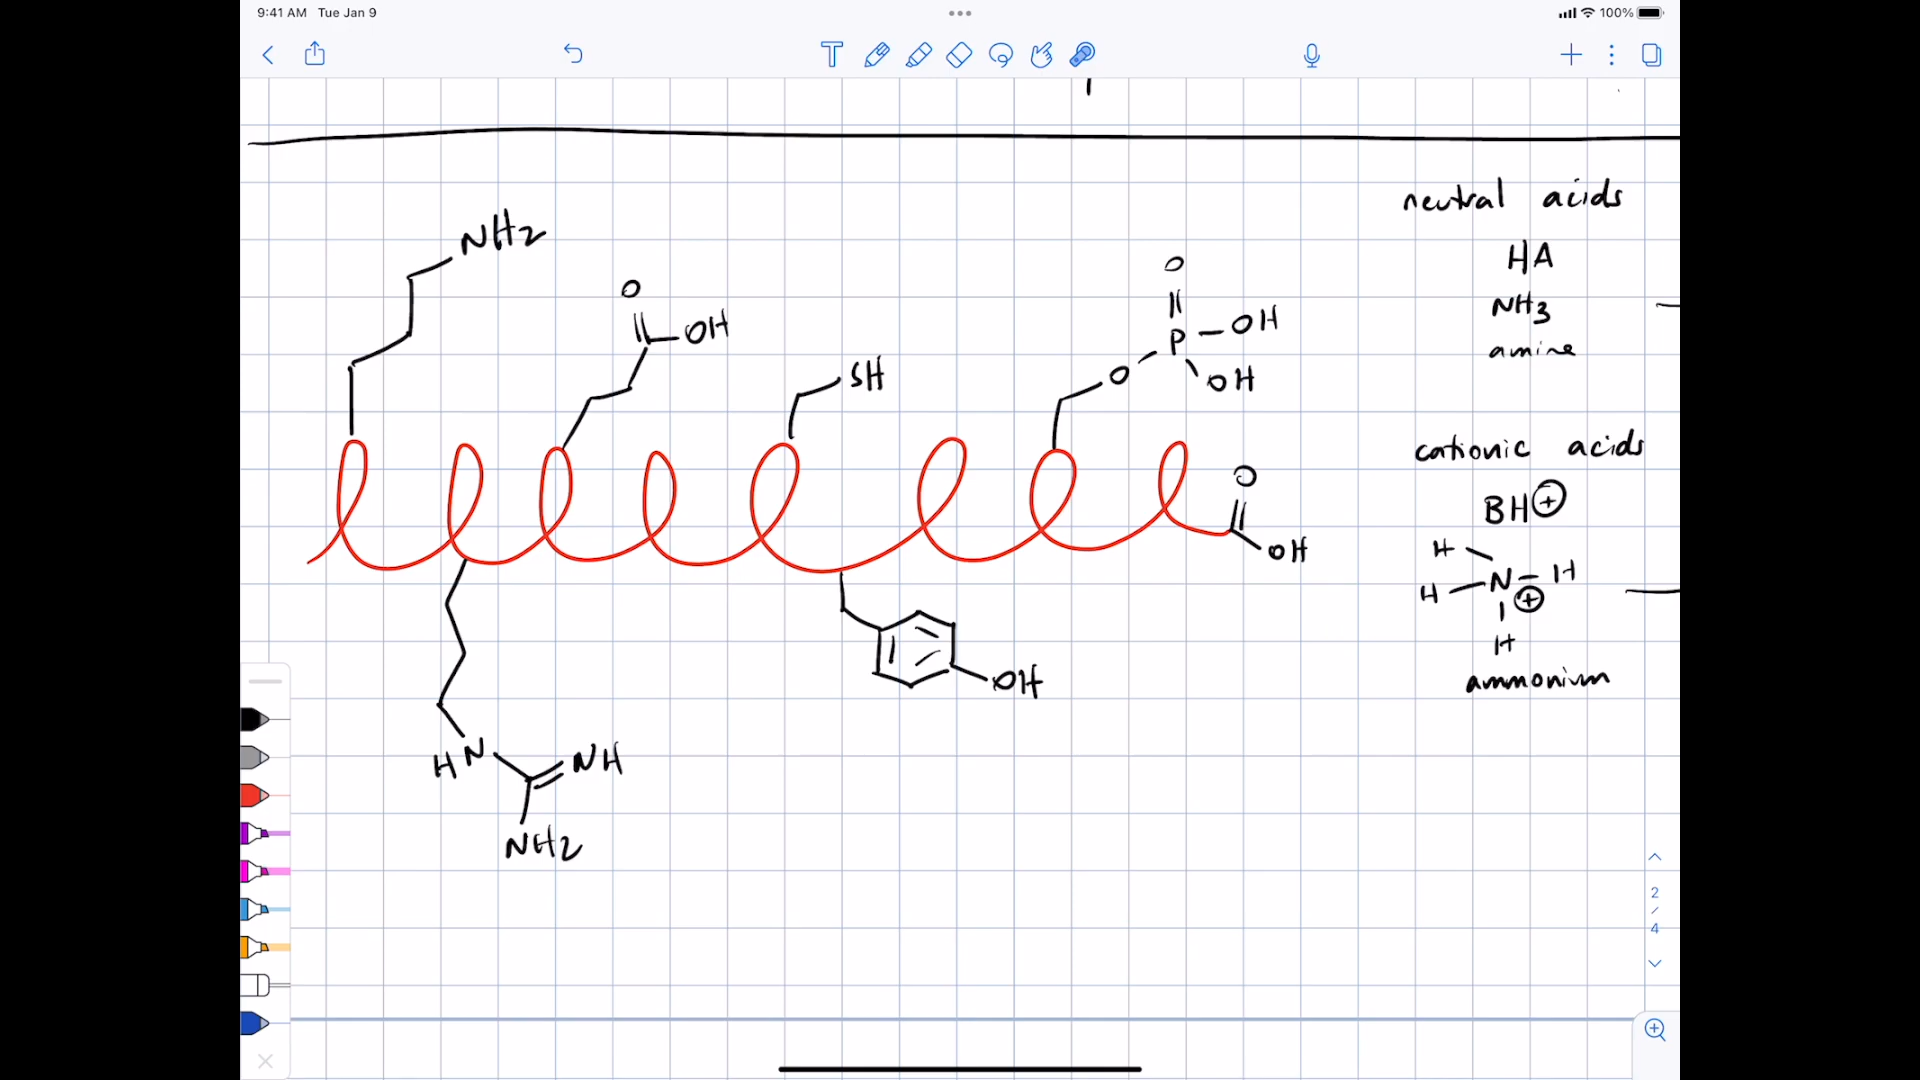 9:41 AM Tue Jan 9
100%
T
neutral acids
HA
NH3
amine
cationic acids
BH+
H
H N H
+
H
ammonium
NH2
O
OH
SH
O
P OH
O OH
O
OH
OH
H N NH
NH2
2
/
4